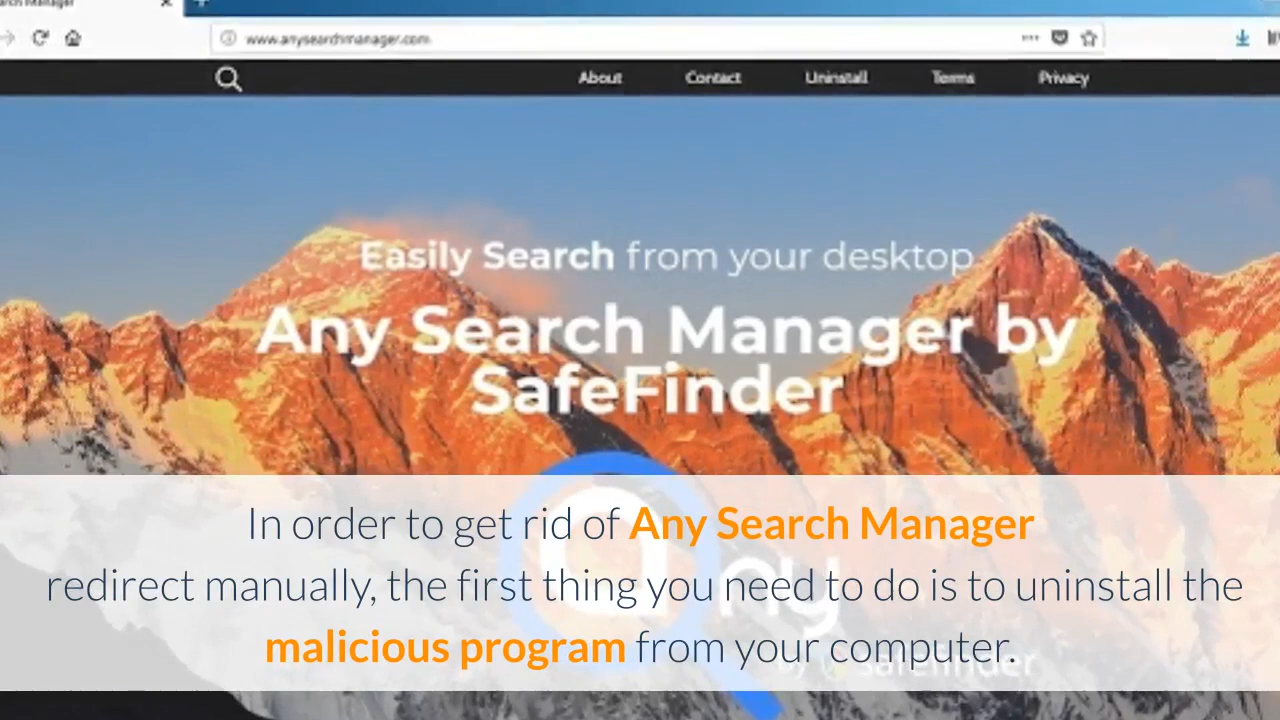 www.anysearchmanager.com
About Contact Uninstall Terms Privacy
Easily Search from your desktop
Any Search Manager by
SafeFinder
In order to get rid of Any Search Manager
redirect manually, the first thing you need to do is to uninstall the
malicious program from your computer.
by safefinder